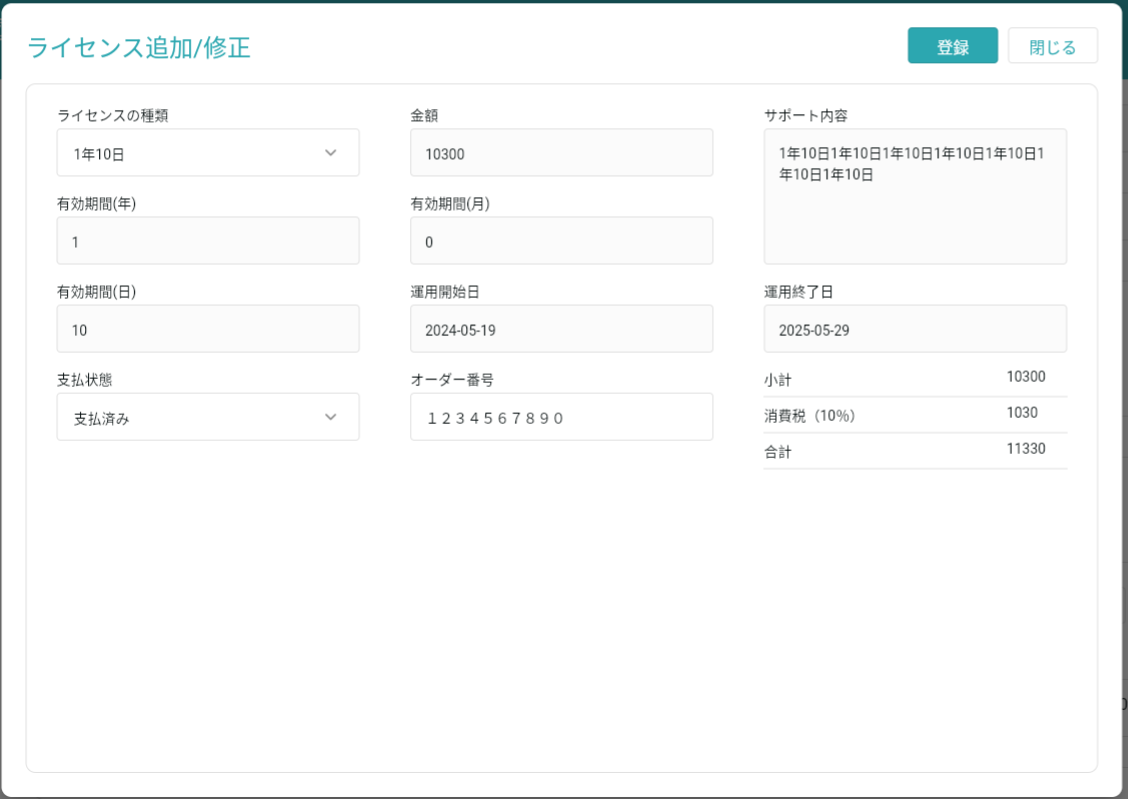 ライセンス追加/修正
登録
閉じる
ライセンスの種類
1年10日
金額
10300
サポート内容
1年10日1年10日1年10日1年10日1年10日1
年10日1年10日
有効期間(年)
1
有効期間(月)
0
有効期間(日)
10
運用開始日
2024-05-19
運用終了日
2025-05-29
支払状態
支払済み
オーダー番号
１２３４５６７８９０
小計 10300
消費税（10%） 1030
合計 11330